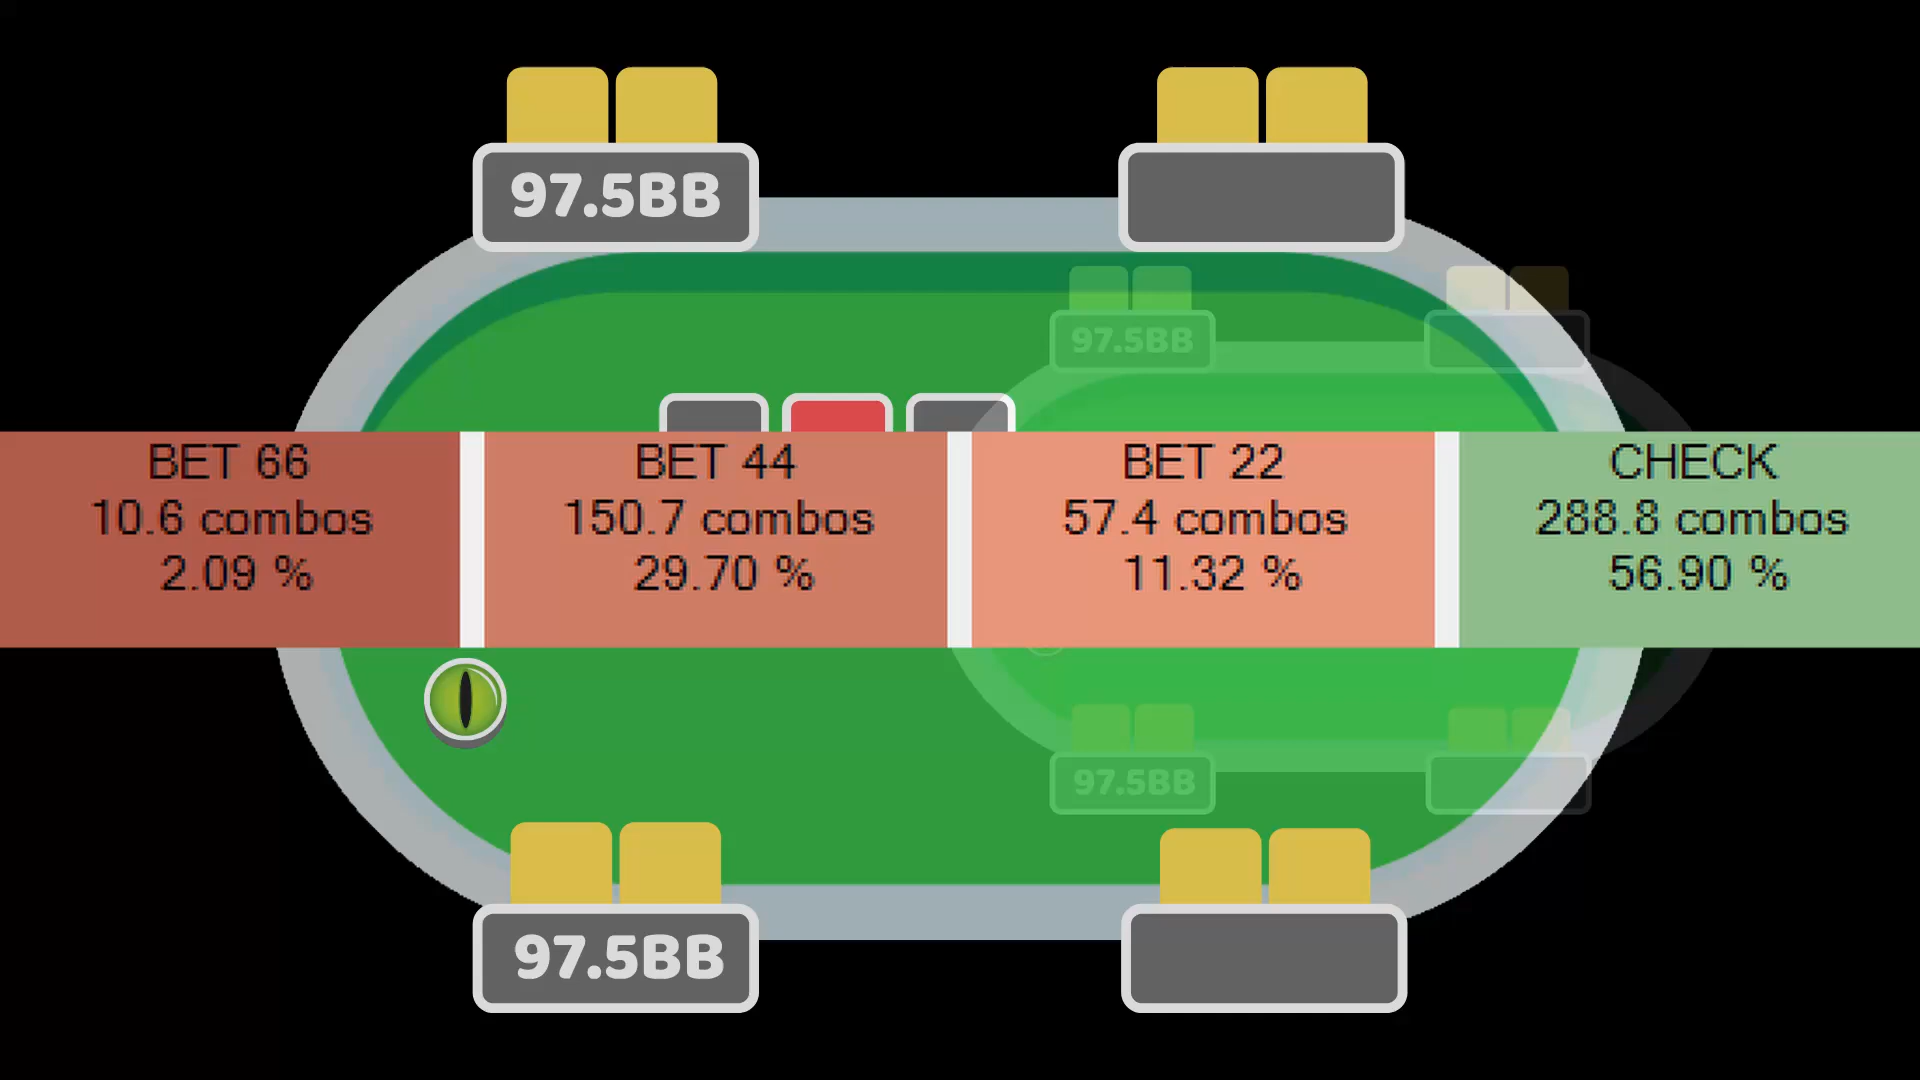 97.5BB
97.5BB
BET 66
10.6 combos
2.09 %
BET 44
150.7 combos
29.70 %
BET 22
57.4 combos
11.32 %
CHECK
288.8 combos
56.90 %
97.5BB
97.5BB